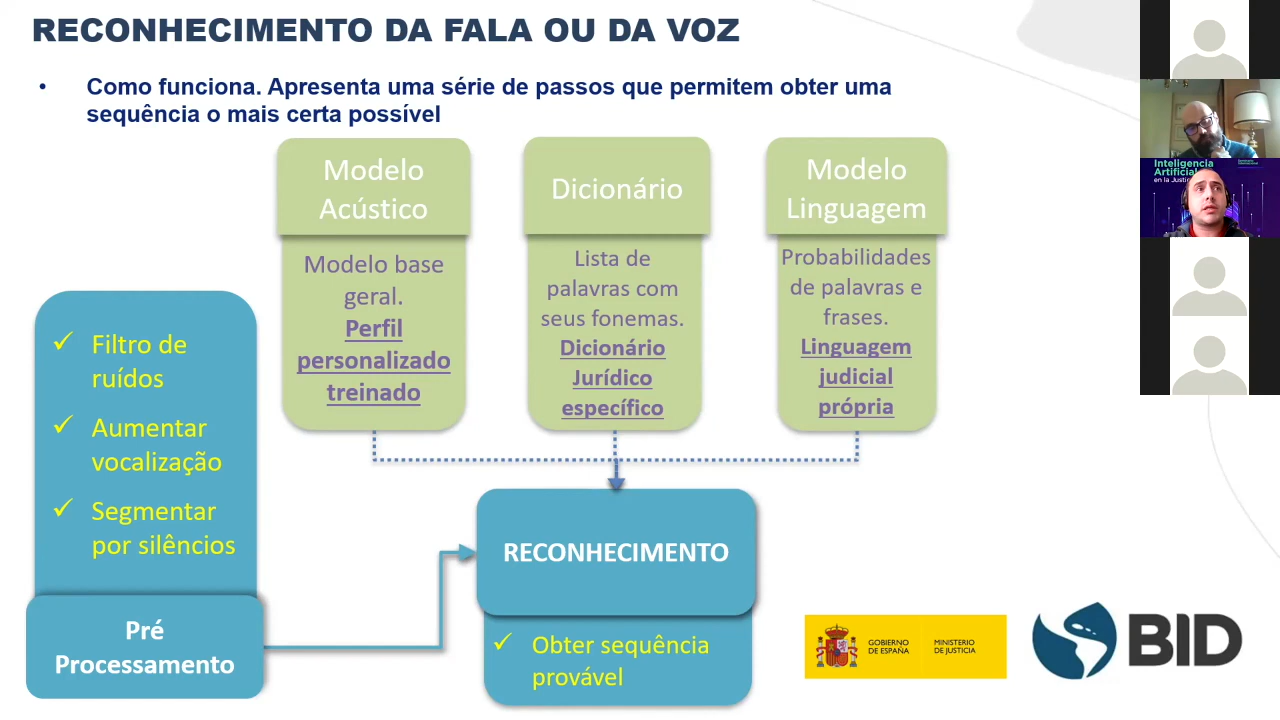 RECONHECIMENTO DA FALA OU DA VOZ
• Como funciona. Apresenta uma série de passos que permitem obter uma
sequência o mais certa possível
Modelo
Acústico
Modelo base
geral.
Perfil
personalizado
treinado
Dicionário
Lista de
palavras com
seus fonemas.
Dicionário
Jurídico
específico
Modelo
Linguagem
Probabilidades
de palavras e
frases.
Linguagem
judicial
própria
✓ Filtro de
ruídos
✓ Aumentar
vocalização
✓ Segmentar
por silêncios
Pré
Processamento
RECONHECIMENTO
✓ Obter sequência
provável
GOBIERNO
DE ESPAÑA
MINISTERIO
DE JUSTICIA
BID
Inteligencia
Artificial
en la Justicia